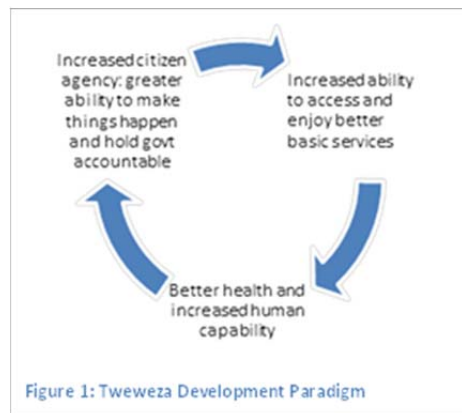 Increased citizen
agency: greater
ability to make
things happen
and hold govt
accountable
Increased ability
to access and
enjoy better
basic services
Better health and
increased human
capability
Figure 1: Tweweza Development Paradigm